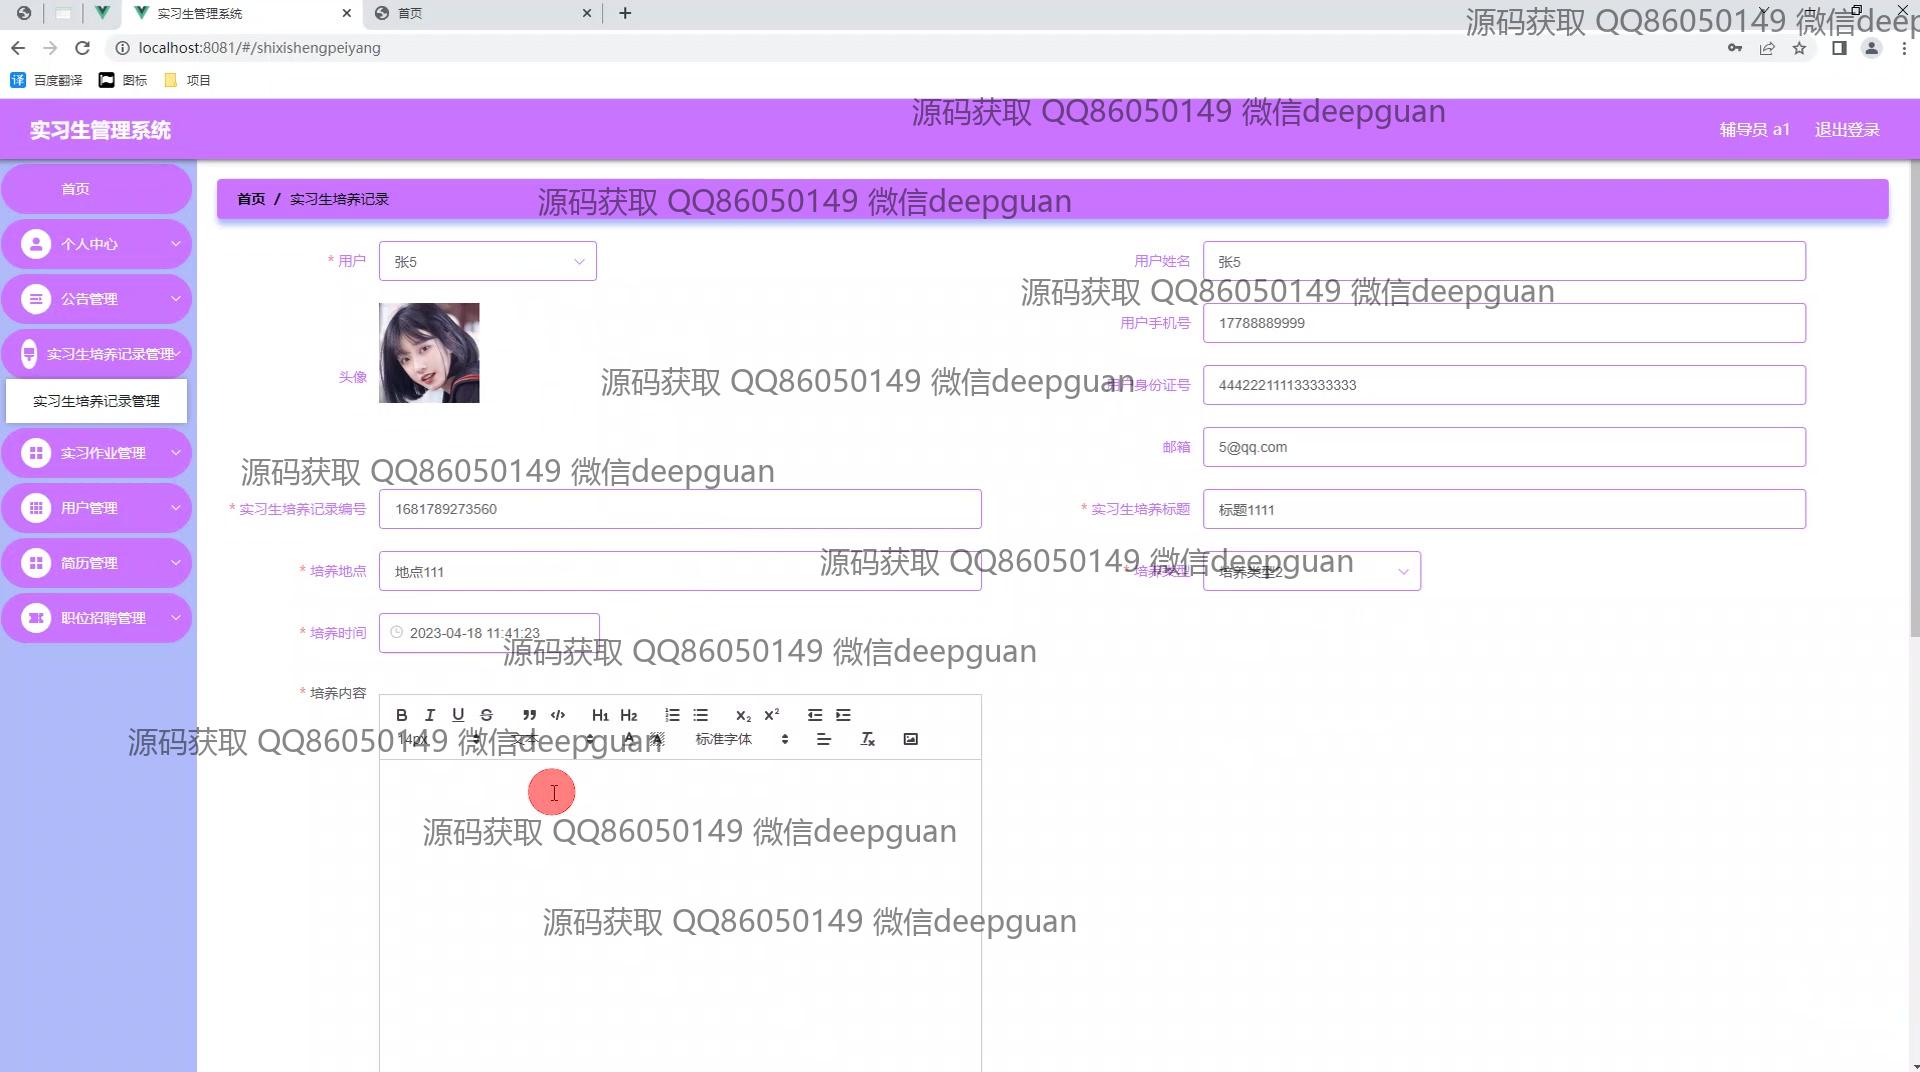 实习生管理系统
首页
源码获取 QQ86050149 微信deep
localhost:8081/#/shixishengpeiyang
百度翻译
图标
项目
源码获取 QQ86050149 微信deepguan
实习生管理系统
辅导员 a1
退出登录
首页
首页 / 实习生培养记录
源码获取 QQ86050149 微信deepguan
个人中心
* 用户
张5
用户姓名
张5
源码获取 QQ86050149 微信deepguan
公告管理
用户手机号
17788889999
实习生培养记录管理
头像
源码获取 QQ86050149 微信deepguan
身份证号
444222111133333333
实习生培养记录管理
邮箱
5@qq.com
实习作业管理
源码获取 QQ86050149 微信deepguan
* 实习生培养记录编号
1681789273560
* 实习生培养标题
标题1111
用户管理
源码获取 QQ86050149 微信deepguan
简历管理
* 培养地点
地点111
* 培养类型
培养类型2
职位招聘管理
* 培养时间
2023-04-18 11:41:23
源码获取 QQ86050149 微信deepguan
* 培养内容
B I U S ” </> H1 H2 X2 X2
14px
文本
标准字体
源码获取 QQ86050149 微信deepguan
源码获取 QQ86050149 微信deepguan
源码获取 QQ86050149 微信deepguan